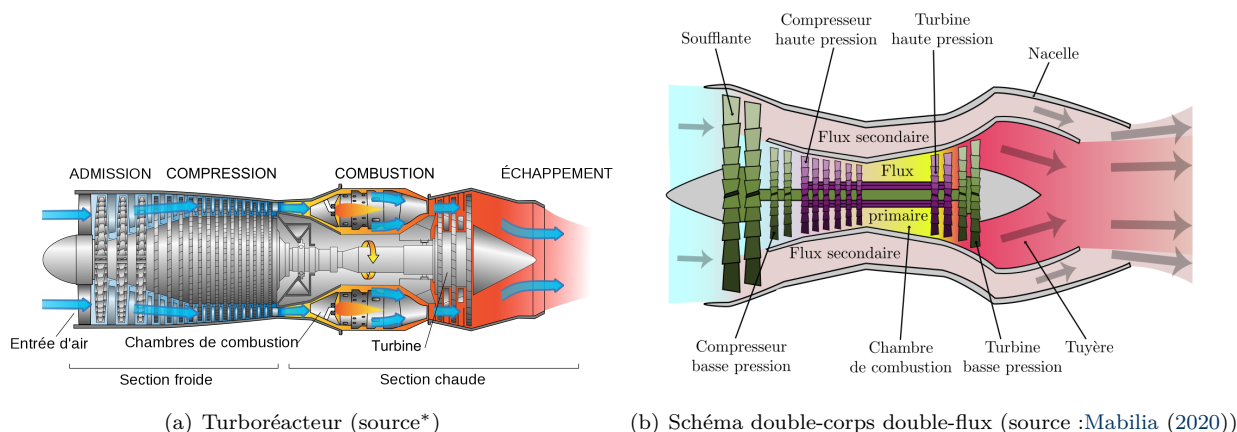 ADMISSION COMPRESSION COMBUSTION ÉCHAPPEMENT
Entrée d'air
Chambres de combustion
Turbine
Section froide
Section chaude
(a) Turboréacteur (source*)
Soufflante
Compresseur
haute pression
Turbine
haute pression
Nacelle
Flux secondaire
Flux
primaire
Flux secondaire
Compresseur
basse pression
Chambre
de combustion
Turbine
basse pression
Tuyère
(b) Schéma double-corps double-flux (source :Mabilia (2020))